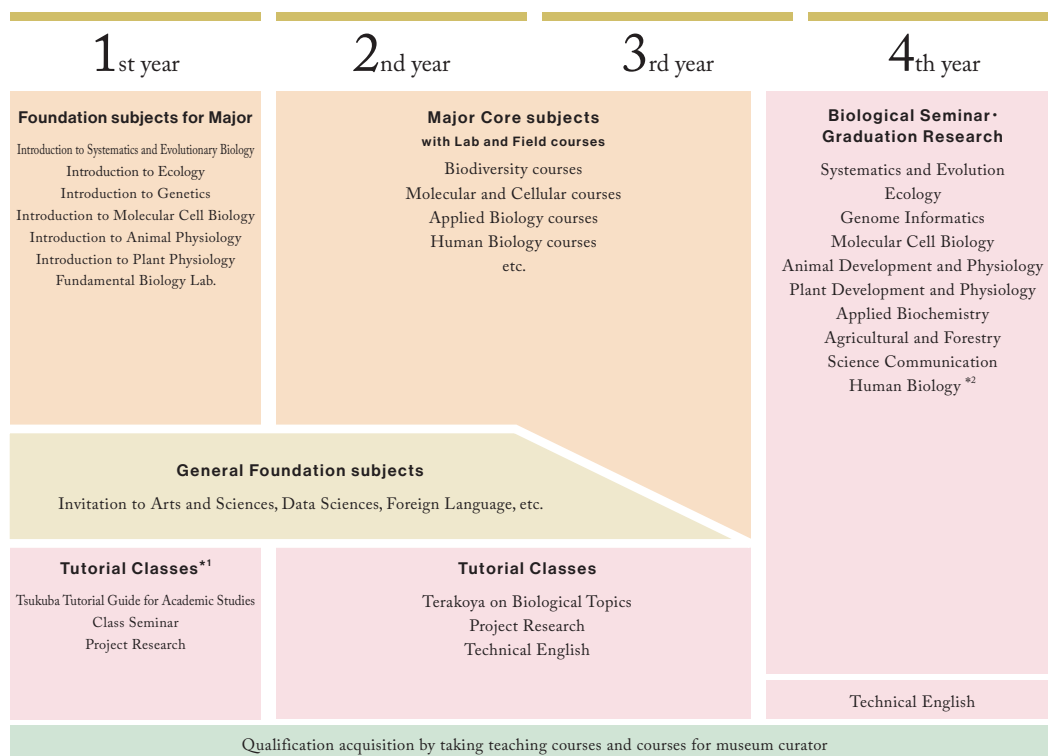 1st year
2nd year
3rd year
4th year
Foundation subjects for Major
Introduction to Systematics and Evolutionary Biology
Introduction to Ecology
Introduction to Genetics
Introduction to Molecular Cell Biology
Introduction to Animal Physiology
Introduction to Plant Physiology
Fundamental Biology Lab.
Major Core subjects
with Lab and Field courses
Biodiversity courses
Molecular and Cellular courses
Applied Biology courses
Human Biology courses
etc.
Biological Seminar・
Graduation Research
Systematics and Evolution
Ecology
Genome Informatics
Molecular Cell Biology
Animal Development and Physiology
Plant Development and Physiology
Applied Biochemistry
Agricultural and Forestry
Science Communication
Human Biology *2
General Foundation subjects
Invitation to Arts and Sciences, Data Sciences, Foreign Language, etc.
Tutorial Classes*1
Tsukuba Tutorial Guide for Academic Studies
Class Seminar
Project Research
Tutorial Classes
Terakoya on Biological Topics
Project Research
Technical English
Technical English
Qualification acquisition by taking teaching courses and courses for museum curator